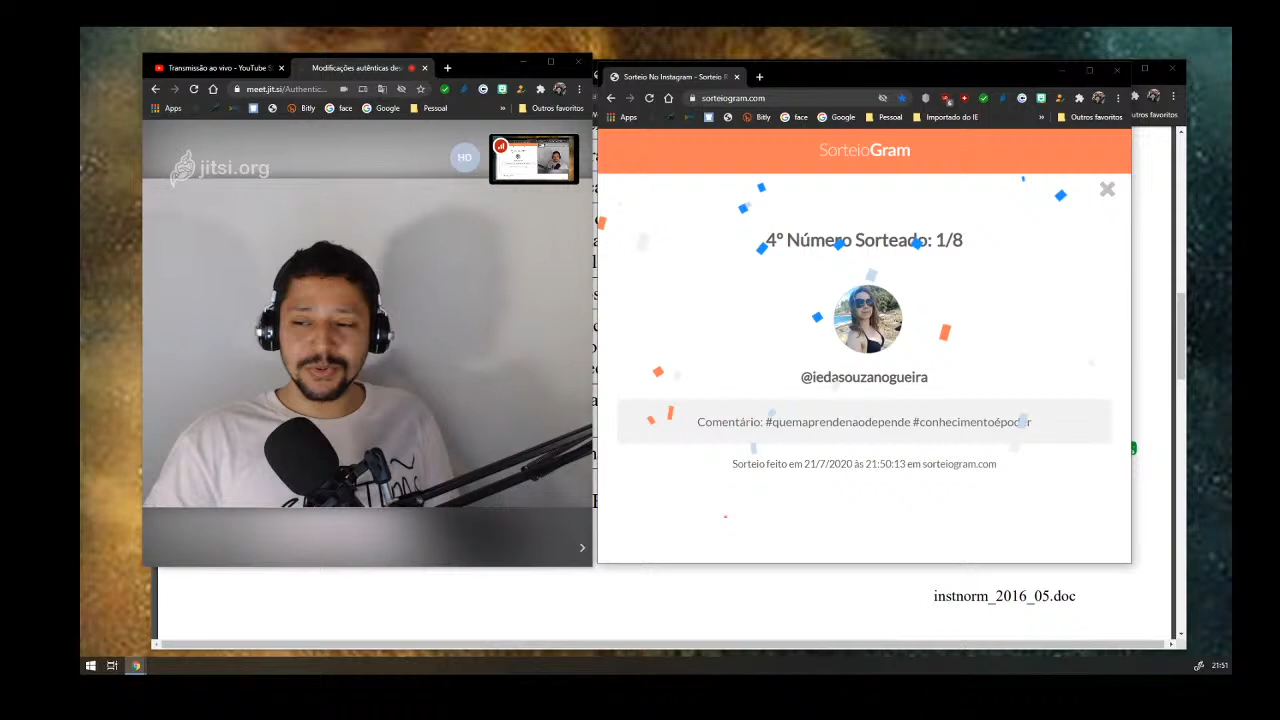 Transmissão ao vivo - YouTube S
Modificações autênticas des
meet.jit.si/Authentic...
Apps
Bitly
face
Google
Pessoal
»
Outros favoritos
jitsi.org
HD
Sorteio No Instagram - Sorteio R
sorteiogram.com
Apps
Bitly
face
Google
Pessoal
Importado do IE
»
Outros favoritos
utros favoritos
SorteioGram
4º Número Sorteado: 1/8
@iedasouzanogueira
Comentário: #quemaprendenaodepende #conhecimentoépoder
Sorteio feito em 21/7/2020 às 21:50:13 em sorteiogram.com
instnorm_2016_05.doc
21:51